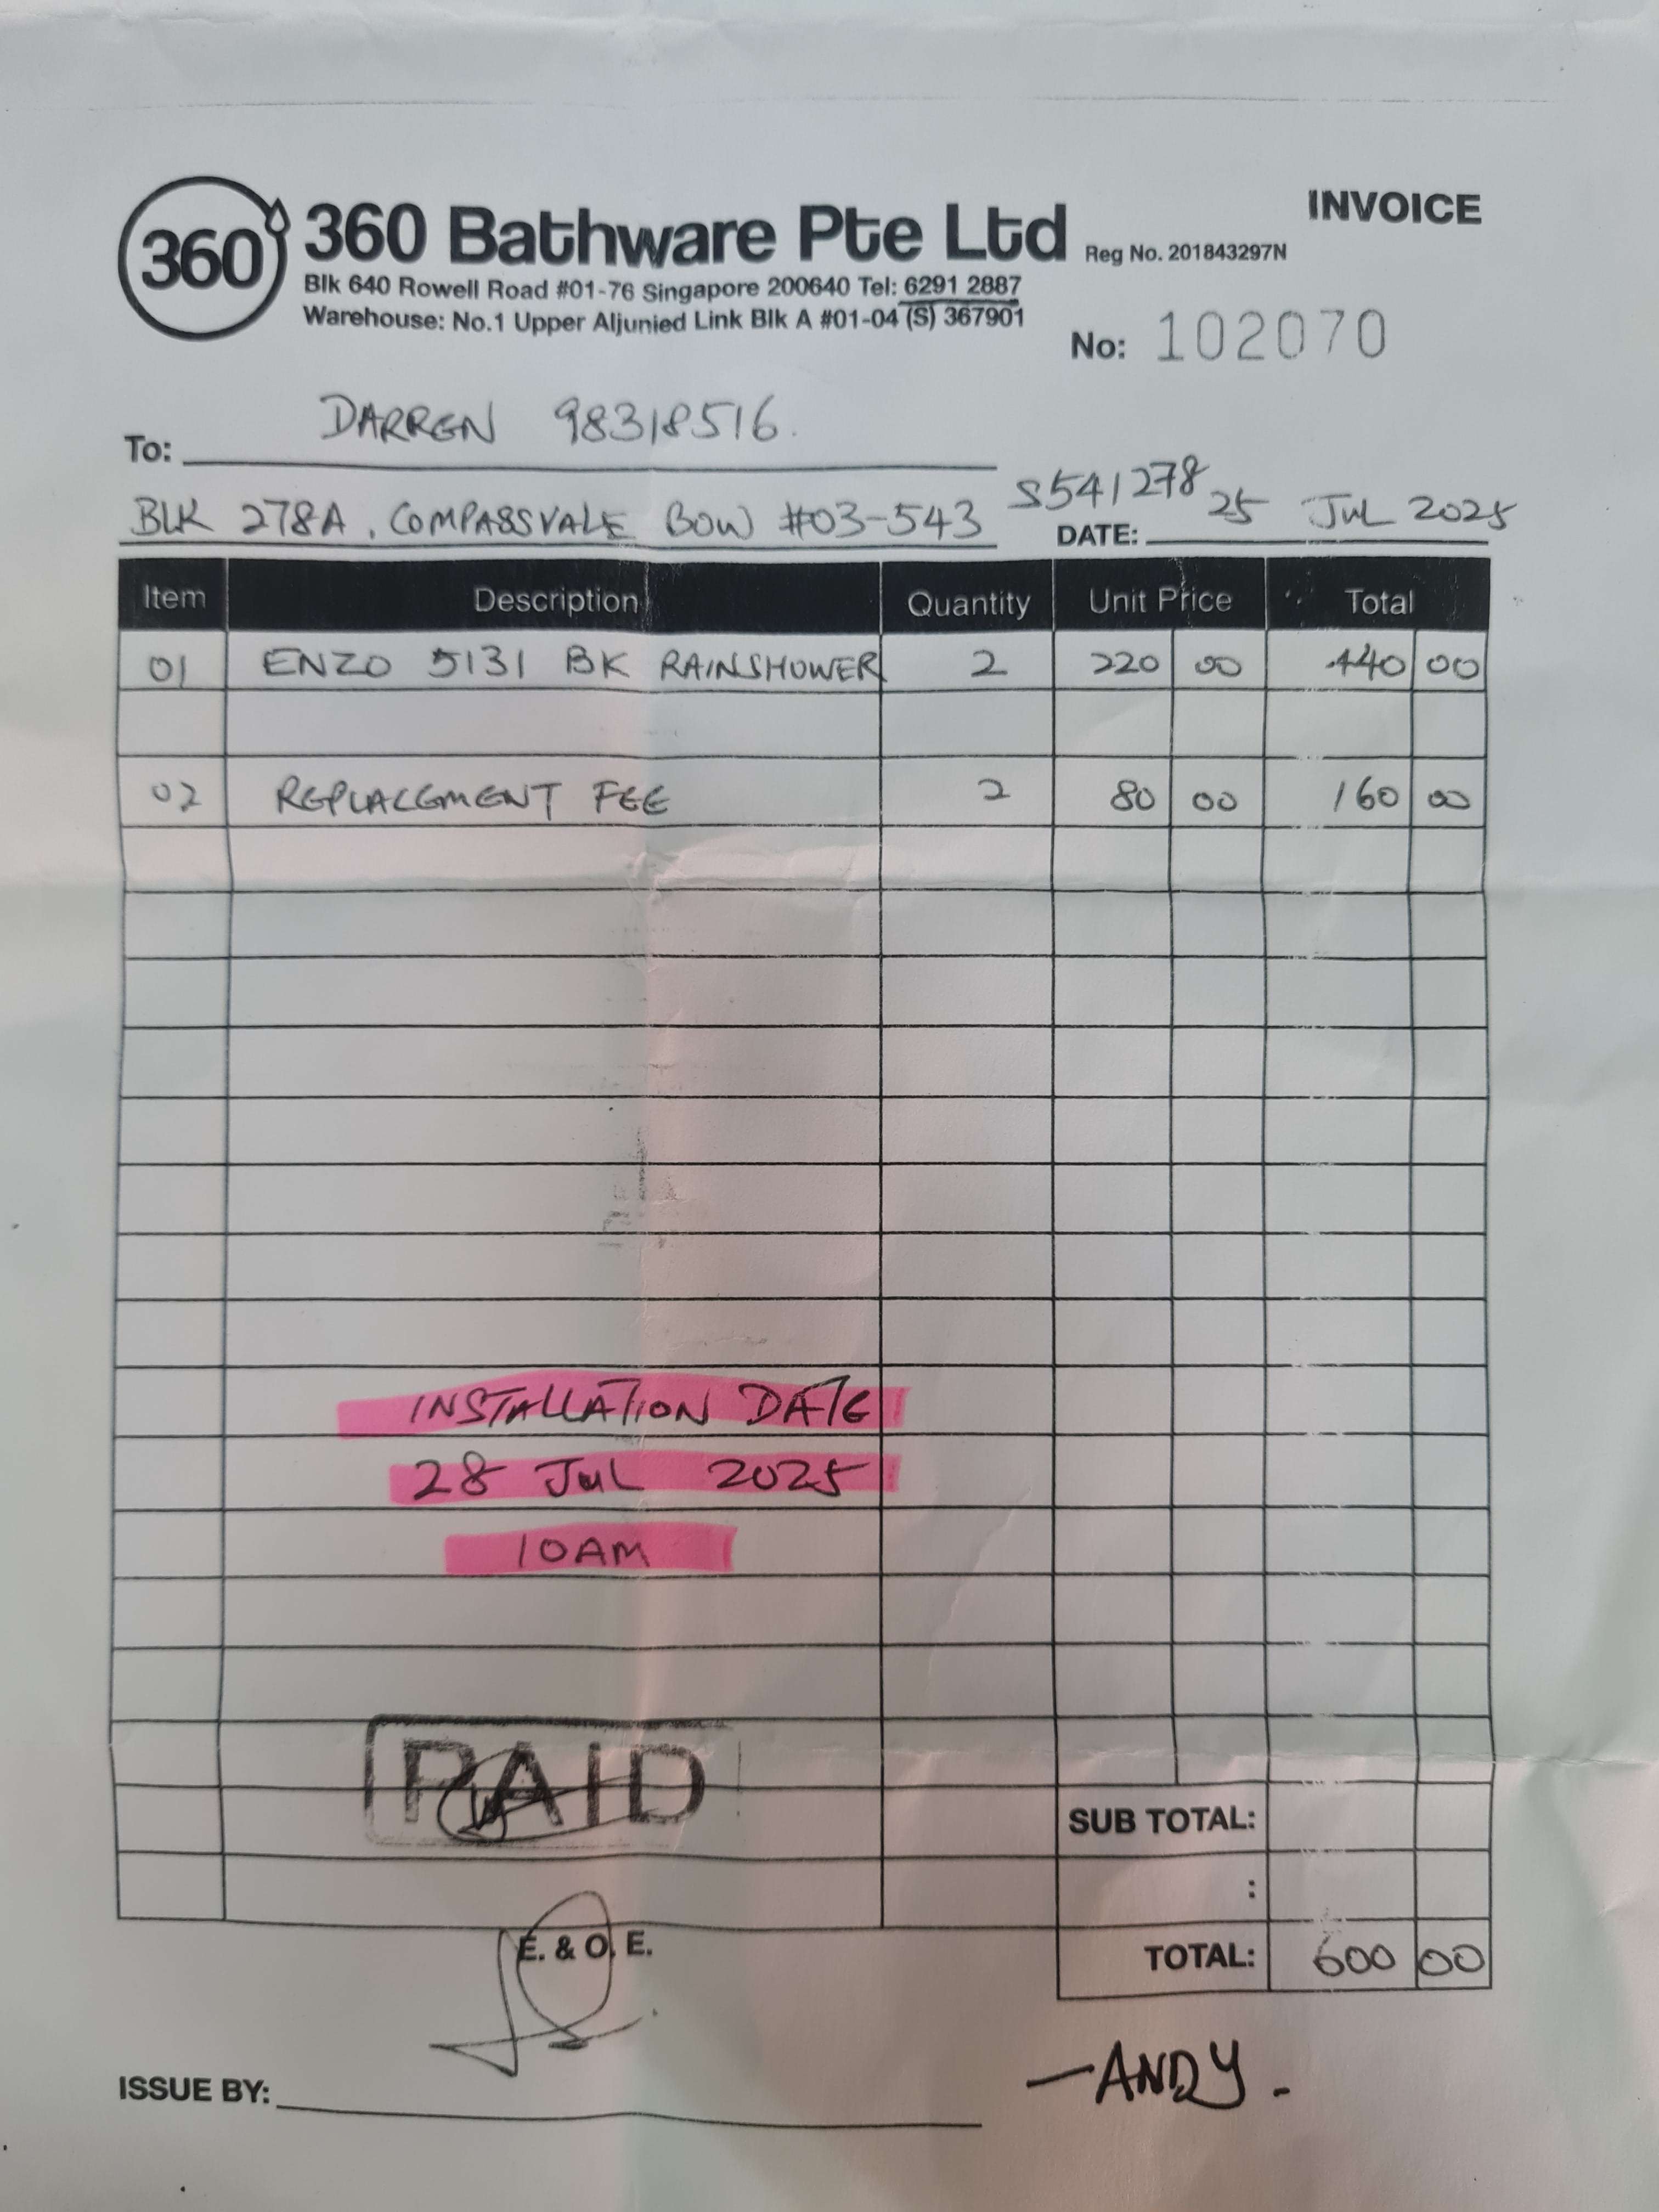 INVOICE
360
360 Bathware Pte Ltd Reg No. 201843297N
Blk 640 Rowell Road #01-76 Singapore 200640 Tel: 6291 2887
Warehouse: No.1 Upper Aljunied Link Blk A #01-04 (S) 367901
No: 102070
To: DARREN 98318516.
BLK 278A, COMPASSVALE BOW #03-543 S541278
DATE: 25 JUL 2025
Item Description Quantity Unit Price Total
01 ENZO 5131 BK RAINSHOWER 2 220 00 440 00
02 REPLACEMENT FEE 2 80 00 160 00
INSTALLATION DATE
28 JUL 2025
10AM
PAID
SUB TOTAL:
:
E. & O. E.
TOTAL: 600 00
ISSUE BY:
—ANDY.